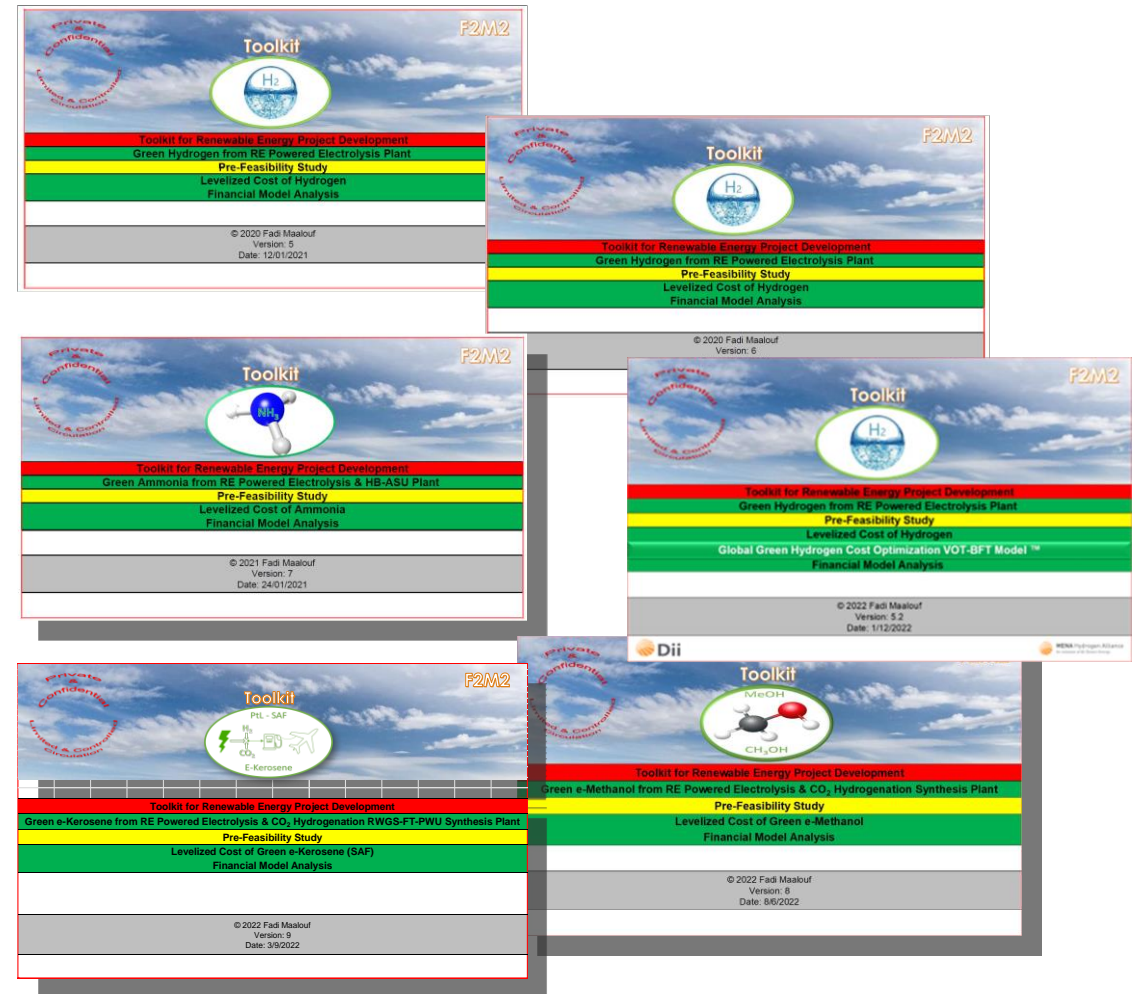 Private
&
Confidential
Limited & Controlled
Circulation
F2M2
Toolkit
H2
Toolkit for Renewable Energy Project Development
Green Hydrogen from RE Powered Electrolysis Plant
Pre-Feasibility Study
Levelized Cost of Hydrogen
Financial Model Analysis
© 2020 Fadi Maalouf
Version: 5
Date: 12/01/2021
Private
&
Confidential
Limited & Controlled
Circulation
F2M2
Toolkit
H2
Toolkit for Renewable Energy Project Development
Green Hydrogen from RE Powered Electrolysis Plant
Pre-Feasibility Study
Levelized Cost of Hydrogen
Financial Model Analysis
© 2020 Fadi Maalouf
Version: 6
Private
&
Confidential
Limited & Controlled
Circulation
F2M2
Toolkit
NH3
Toolkit for Renewable Energy Project Development
Green Ammonia from RE Powered Electrolysis & HB-ASU Plant
Pre-Feasibility Study
Levelized Cost of Ammonia
Financial Model Analysis
© 2021 Fadi Maalouf
Version: 7
Date: 24/01/2021
Private
&
Confidential
Limited & Controlled
Circulation
F2M2
Toolkit
H2
Toolkit for Renewable Energy Project Development
Green Hydrogen from RE Powered Electrolysis Plant
Pre-Feasibility Study
Levelized Cost of Hydrogen
Global Green Hydrogen Cost Optimization VOT-BFT Model ™
Financial Model Analysis
© 2022 Fadi Maalouf
Version: 5.2
Date: 1/12/2022
Dii
MENA Hydrogen Alliance
Private
&
Confidential
Limited & Controlled
Circulation
F2M2
Toolkit
PtL - SAF
H2
CO2
E-Kerosene
Toolkit for Renewable Energy Project Development
Green e-Kerosene from RE Powered Electrolysis & CO2 Hydrogenation RWGS-FT-PWU Synthesis Plant
Pre-Feasibility Study
Levelized Cost of Green e-Kerosene (SAF)
Financial Model Analysis
© 2022 Fadi Maalouf
Version: 9
Date: 3/9/2022
Private
&
Confidential
Limited & Controlled
Circulation
Toolkit
MeOH
CH3OH
Toolkit for Renewable Energy Project Development
Green e-Methanol from RE Powered Electrolysis & CO2 Hydrogenation Synthesis Plant
Pre-Feasibility Study
Levelized Cost of Green e-Methanol
Financial Model Analysis
© 2022 Fadi Maalouf
Version: 8
Date: 8/6/2022